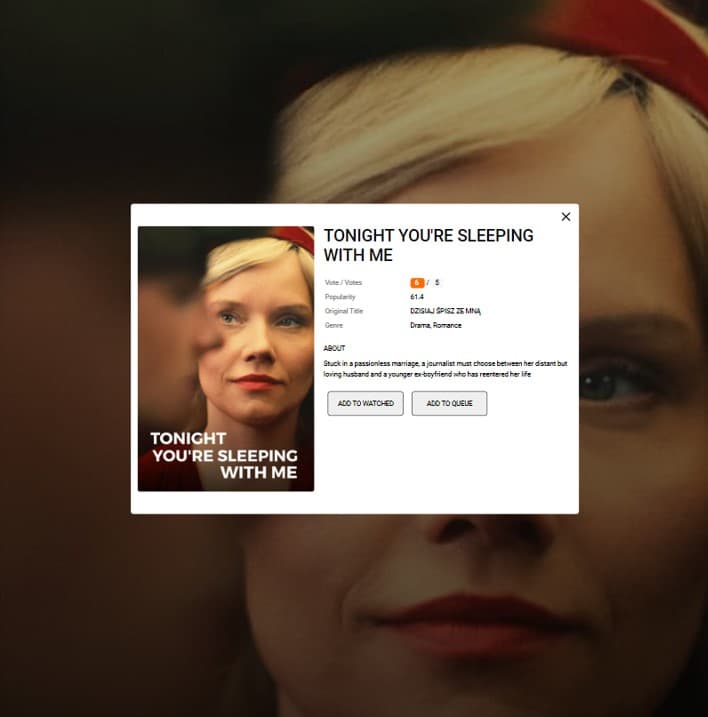 TONIGHT YOU'RE SLEEPING
WITH ME
Vote / Votes 6 / 5
Popularity 61.4
Original Title DZISIAJ ŚPISZ ZE MNĄ
Genre Drama, Romance
ABOUT
Stuck in a passionless marriage, a journalist must choose between her distant but
loving husband and a younger ex-boyfriend who has reentered her life
ADD TO WATCHED ADD TO QUEUE
TONIGHT
YOU'RE SLEEPING
WITH ME